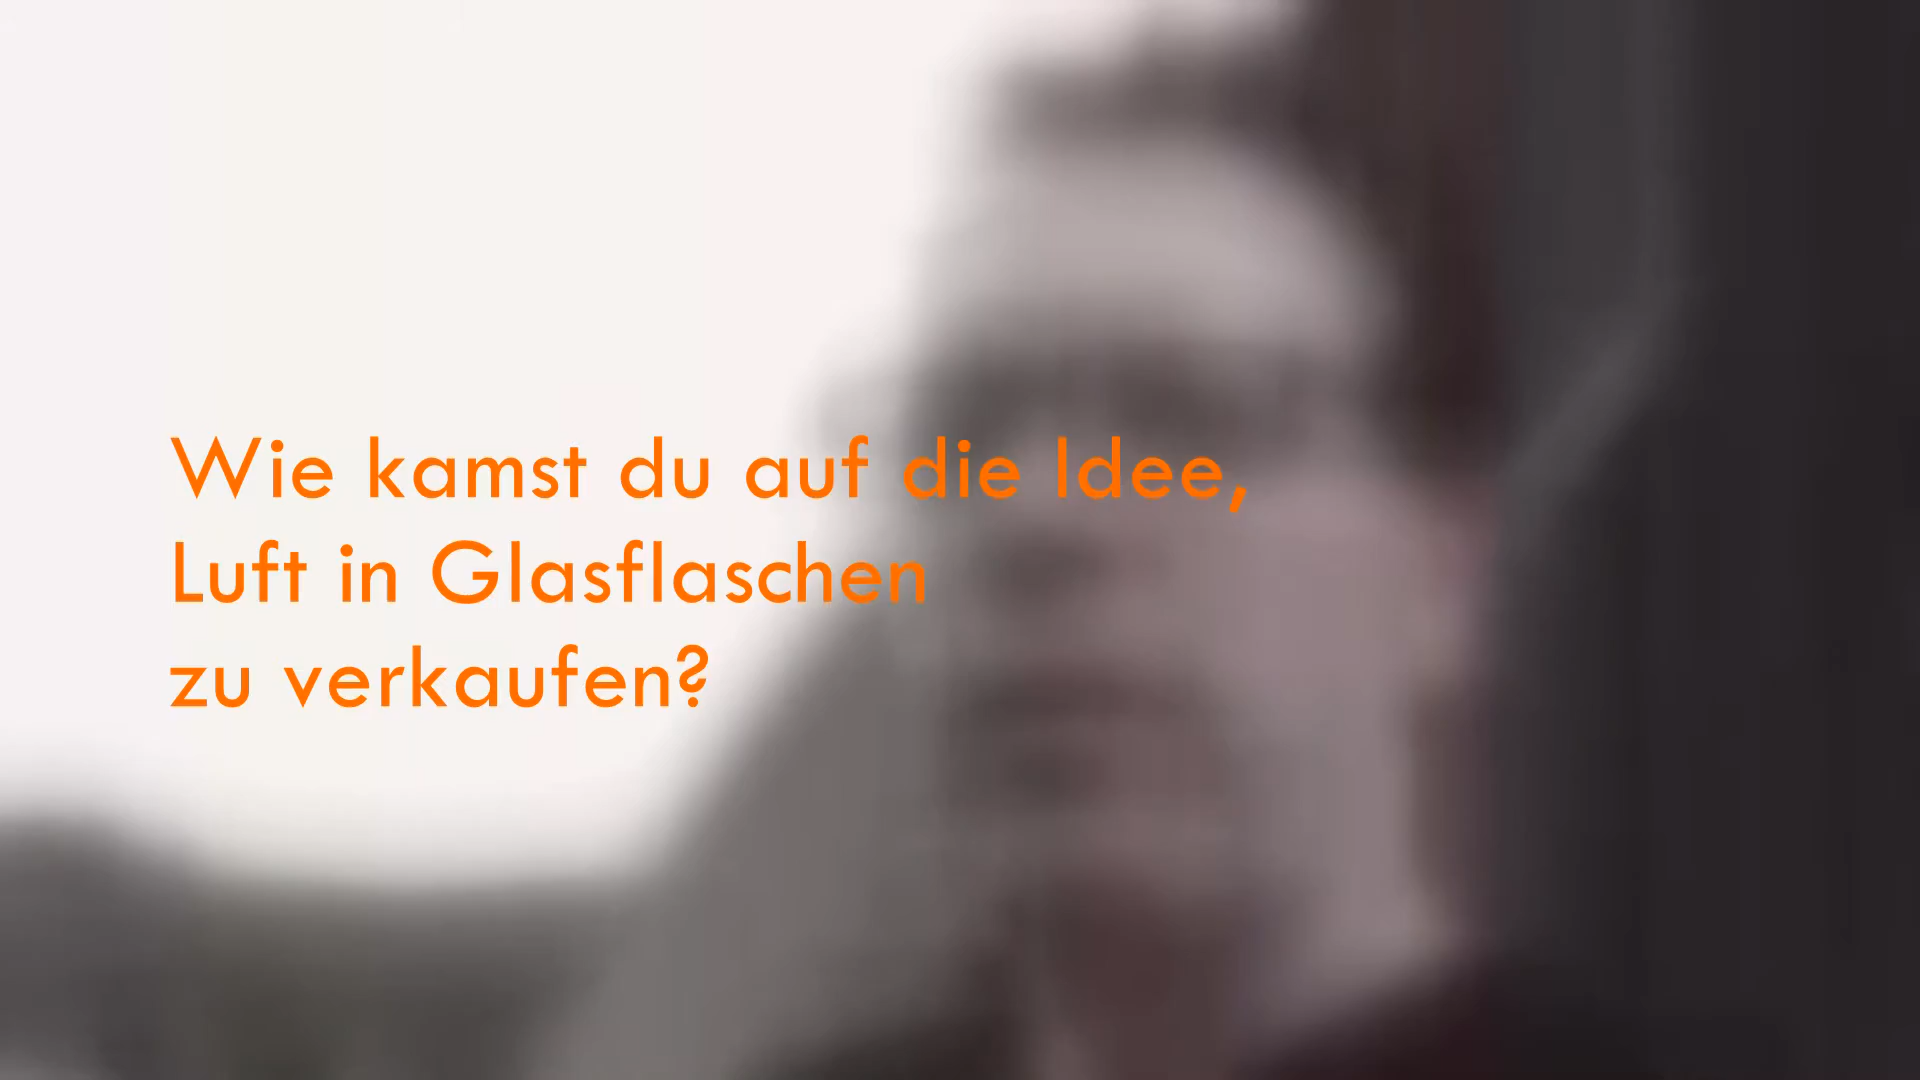 Wie kamst du auf die Idee,
Luft in Glasflaschen
zu verkaufen?